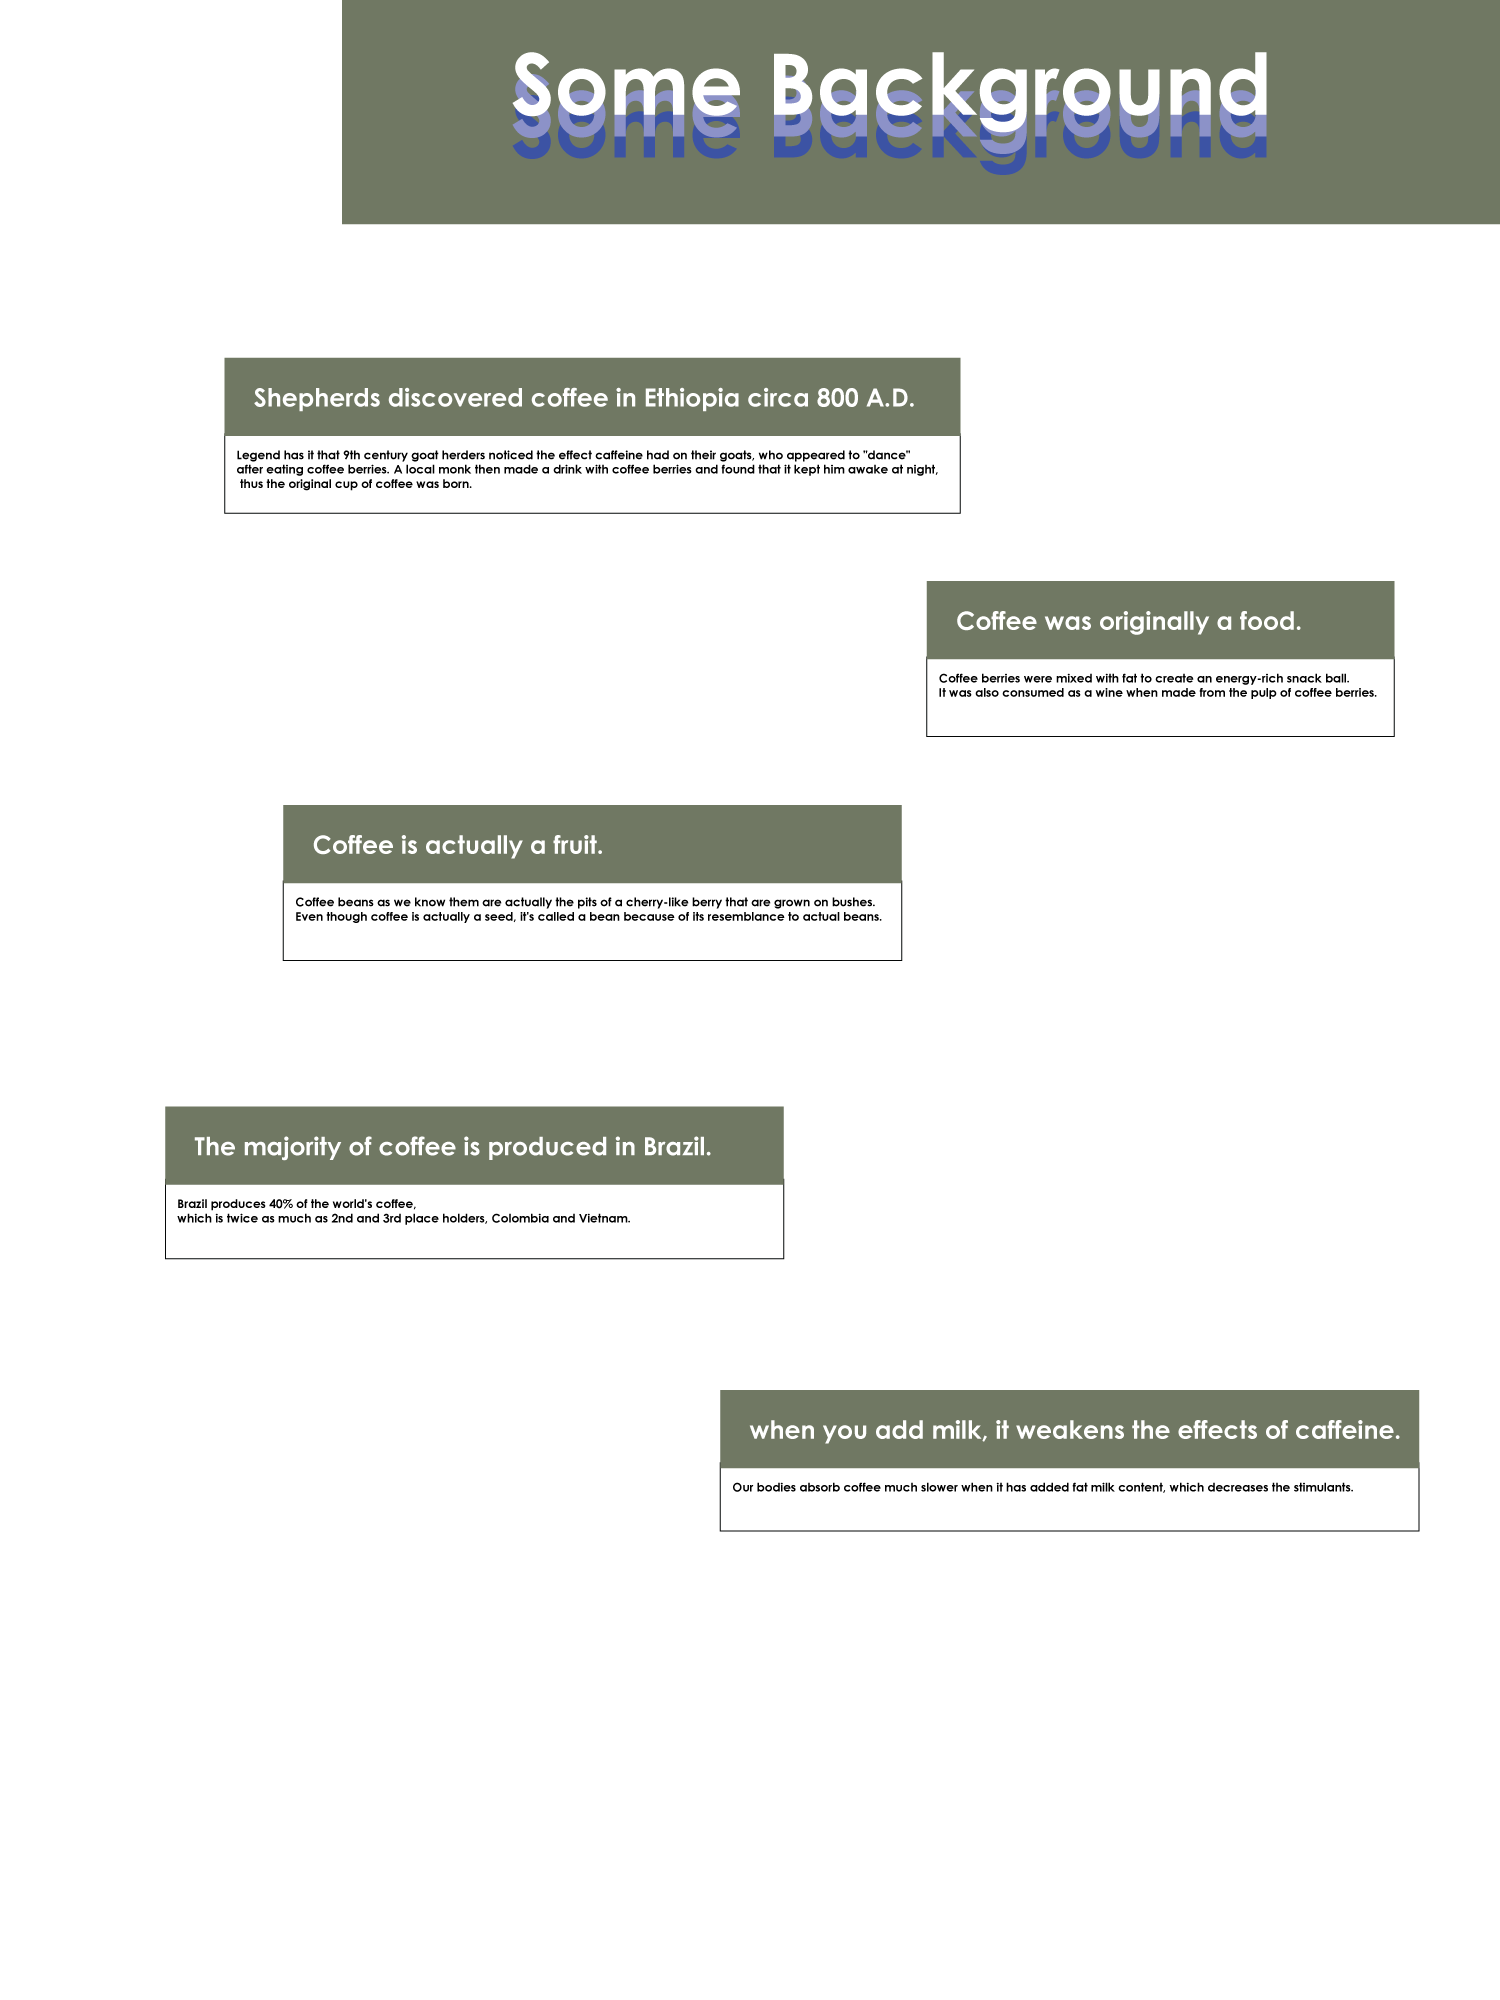 Some Background
Shepherds discovered coffee in Ethiopia circa 800 A.D.
Legend has it that 9th century goat herders noticed the effect caffeine had on their goats, who appeared to "dance"
after eating coffee berries. A local monk then made a drink with coffee berries and found that it kept him awake at night,
thus the original cup of coffee was born.
Coffee was originally a food.
Coffee berries were mixed with fat to create an energy-rich snack ball.
It was also consumed as a wine when made from the pulp of coffee berries.
Coffee is actually a fruit.
Coffee beans as we know them are actually the pits of a cherry-like berry that are grown on bushes.
Even though coffee is actually a seed, it's called a bean because of its resemblance to actual beans.
The majority of coffee is produced in Brazil.
Brazil produces 40% of the world's coffee,
which is twice as much as 2nd and 3rd place holders, Colombia and Vietnam.
when you add milk, it weakens the effects of caffeine.
Our bodies absorb coffee much slower when it has added fat milk content, which decreases the stimulants.